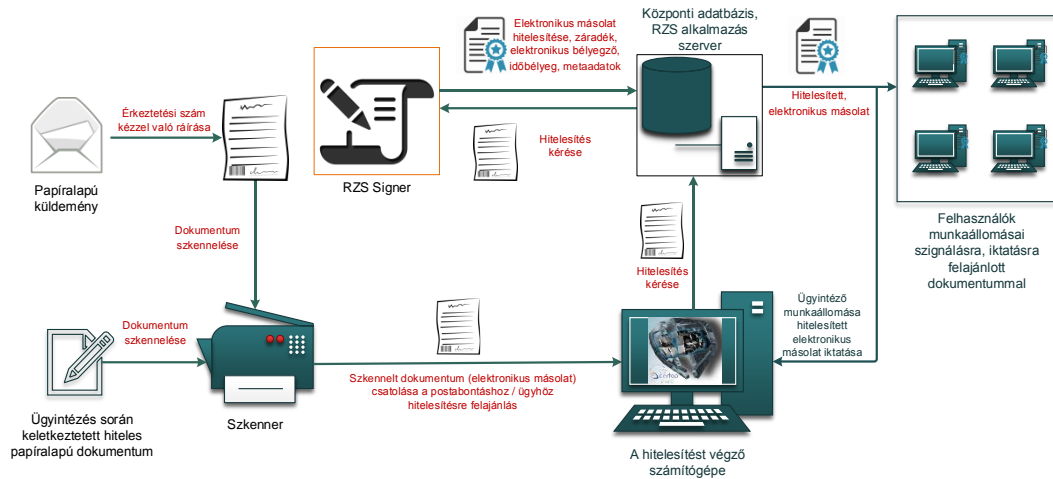 Elektronikus másolat
hitelesítése, záradék,
elektronikus bélyegző,
időbélyeg, metaadatok
Központi adatbázis,
RZS alkalmazás
szerver
Érkeztetési szám
kézzel való ráírása
Hitelesített,
elektronikus másolat
Hitelesítés
kérése
Papíralapú
küldemény
RZS Signer
Felhasználók
munkaállomásai
szignálásra, iktatásra
felajánlott
dokumentummal
Dokumentum
szkennelése
Hitelesítés
kérése
Ügyintéző
munkaállomása
hitelesített
elektronikus
másolat iktatása
Dokumentum
szkennelése
Szkennelt dokumentum (elektronikus másolat)
csatolása a postabontáshoz / ügyhöz
hitelesítésre felajánlás
Ügyintézés során
keletkeztetett hiteles
papíralapú dokumentum
Szkenner
A hitelesítést végző
számítógépe